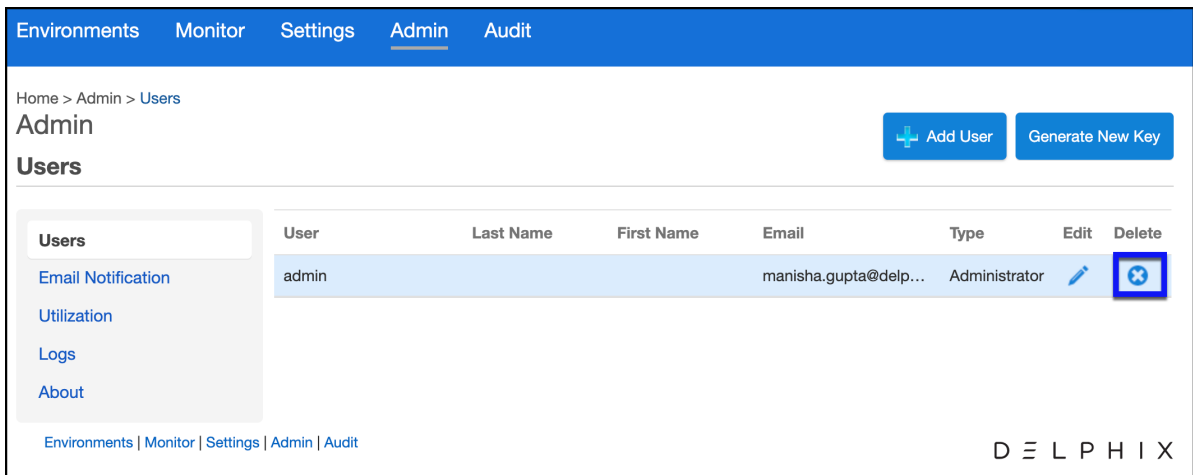 Environments Monitor Settings Admin Audit
Home > Admin > Users
Admin
Add User Generate New Key
Users
Users
Email Notification
Utilization
Logs
About
User Last Name First Name Email Type Edit Delete
admin manisha.gupta@delp... Administrator
Environments | Monitor | Settings | Admin | Audit
DELPHIX